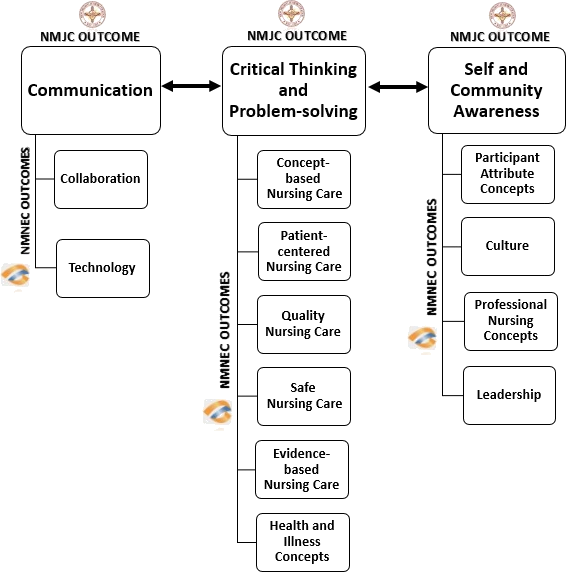 NMJC OUTCOME
Communication
NMNEC OUTCOMES
Collaboration
Technology
NMJC OUTCOME
Critical Thinking
and
Problem-solving
NMNEC OUTCOMES
Concept-
based
Nursing Care
Patient-
centered
Nursing Care
Quality
Nursing Care
Safe
Nursing Care
Evidence-
based
Nursing Care
Health and
Illness
Concepts
NMJC OUTCOME
Self and
Community
Awareness
NMNEC OUTCOMES
Participant
Attribute
Concepts
Culture
Professional
Nursing
Concepts
Leadership